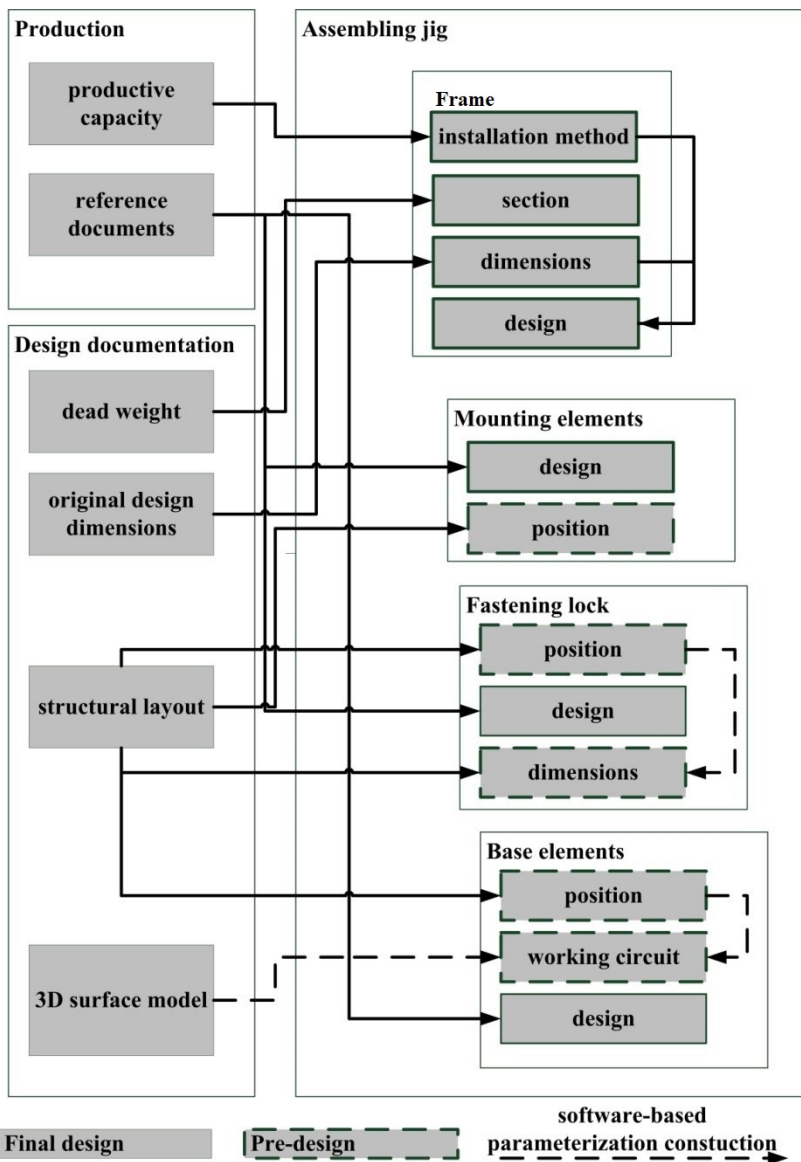 Production
productive
capacity
reference
documents
Design documentation
dead weight
original design
dimensions
structural layout
3D surface model
Assembling jig
Frame
installation method
section
dimensions
design
Mounting elements
design
position
Fastening lock
position
design
dimensions
Base elements
position
working circuit
design
Final design
Pre-design
software-based
parameterization constuction